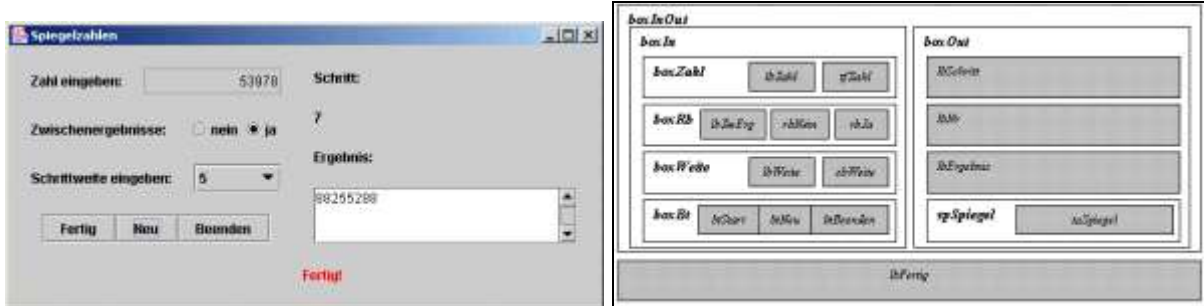 Spiegelzahlen
Zahl eingeben: 53978
Zwischenergebnisse: nein ja
Schrittweite eingeben: 5
Fertig Neu Beenden
Schritt:
7
Ergebnis:
88255288
Fertig!
boxInOut
boxIn
boxZahl lbZahl tfZahl
boxRb lbZwErg rbNein rbJa
boxWeite lbWeite cbWeite
boxBt btStart btNeu btBeenden
boxOut
lbSchritt
lbNr
lbErgebnis
spSpiegel taSpiegel
lbFertig